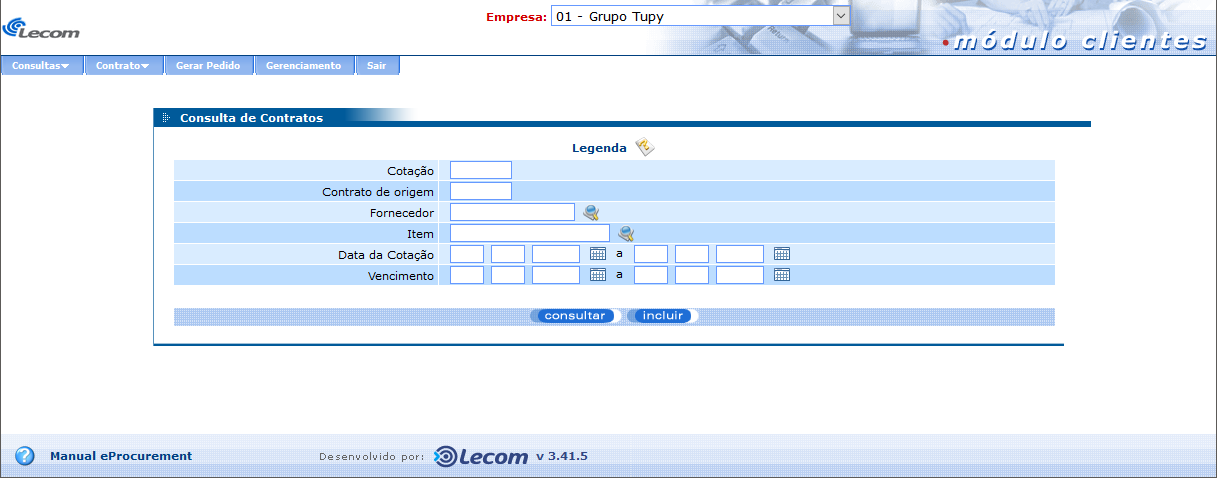 Empresa: 01 - Grupo Tupy
Lecom
módulo clientes
Consultas Contrato Gerar Pedido Gerenciamento Sair
Consulta de Contratos
Legenda
Cotação
Contrato de origem
Fornecedor
Item
Data da Cotação a
Vencimento a
consultar incluir
Manual eProcurement Desenvolvido por: Lecom v 3.41.5